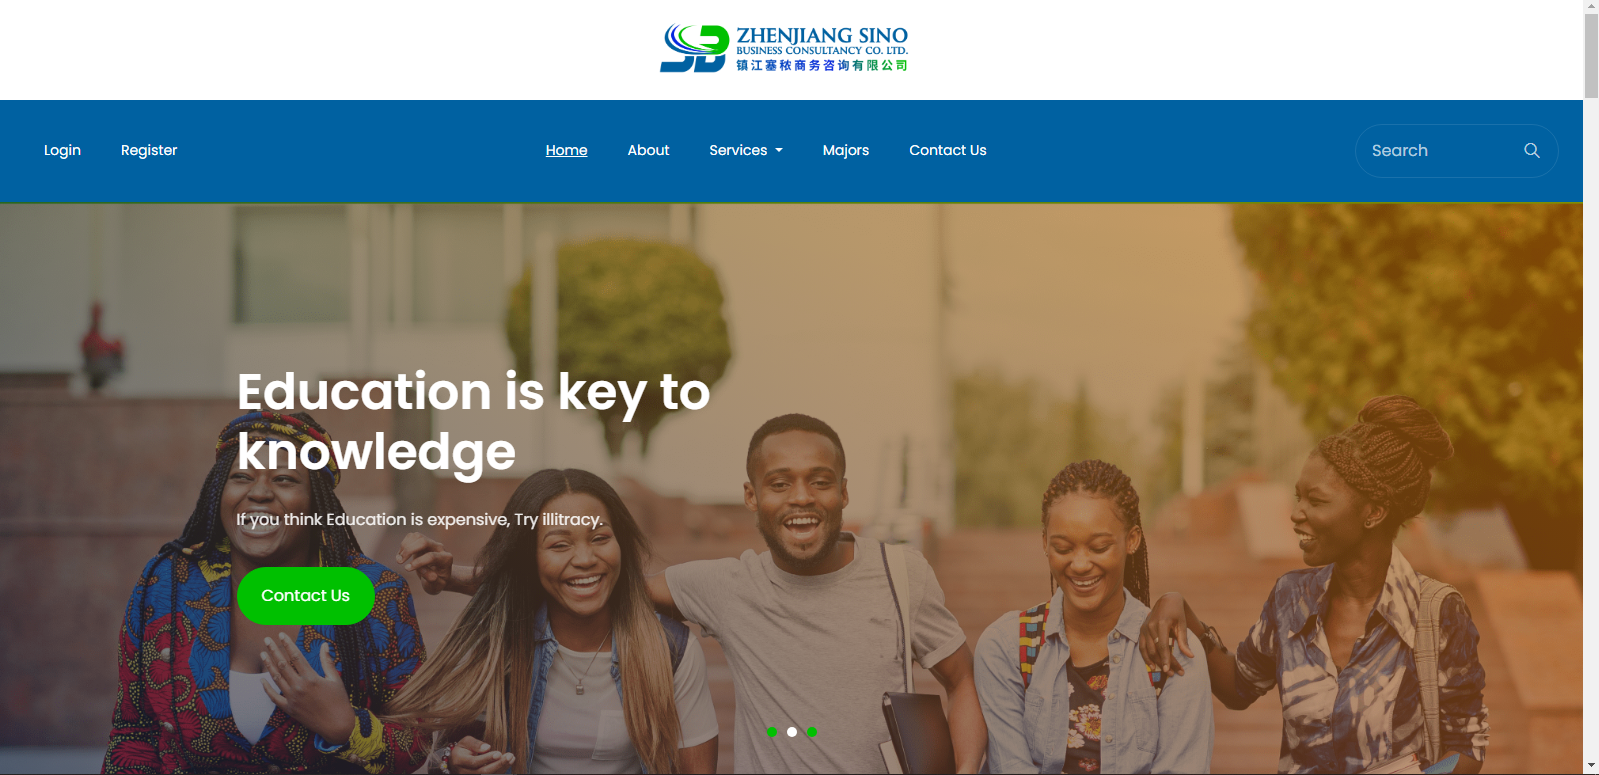 ZHENJIANG SINO
BUSINESS CONSULTANCY CO. LTD.
镇江塞秾商务咨询有限公司
Login
Register
Home
About
Services
Majors
Contact Us
Search
Education is key to
knowledge
If you think Education is expensive, Try illitracy.
Contact Us